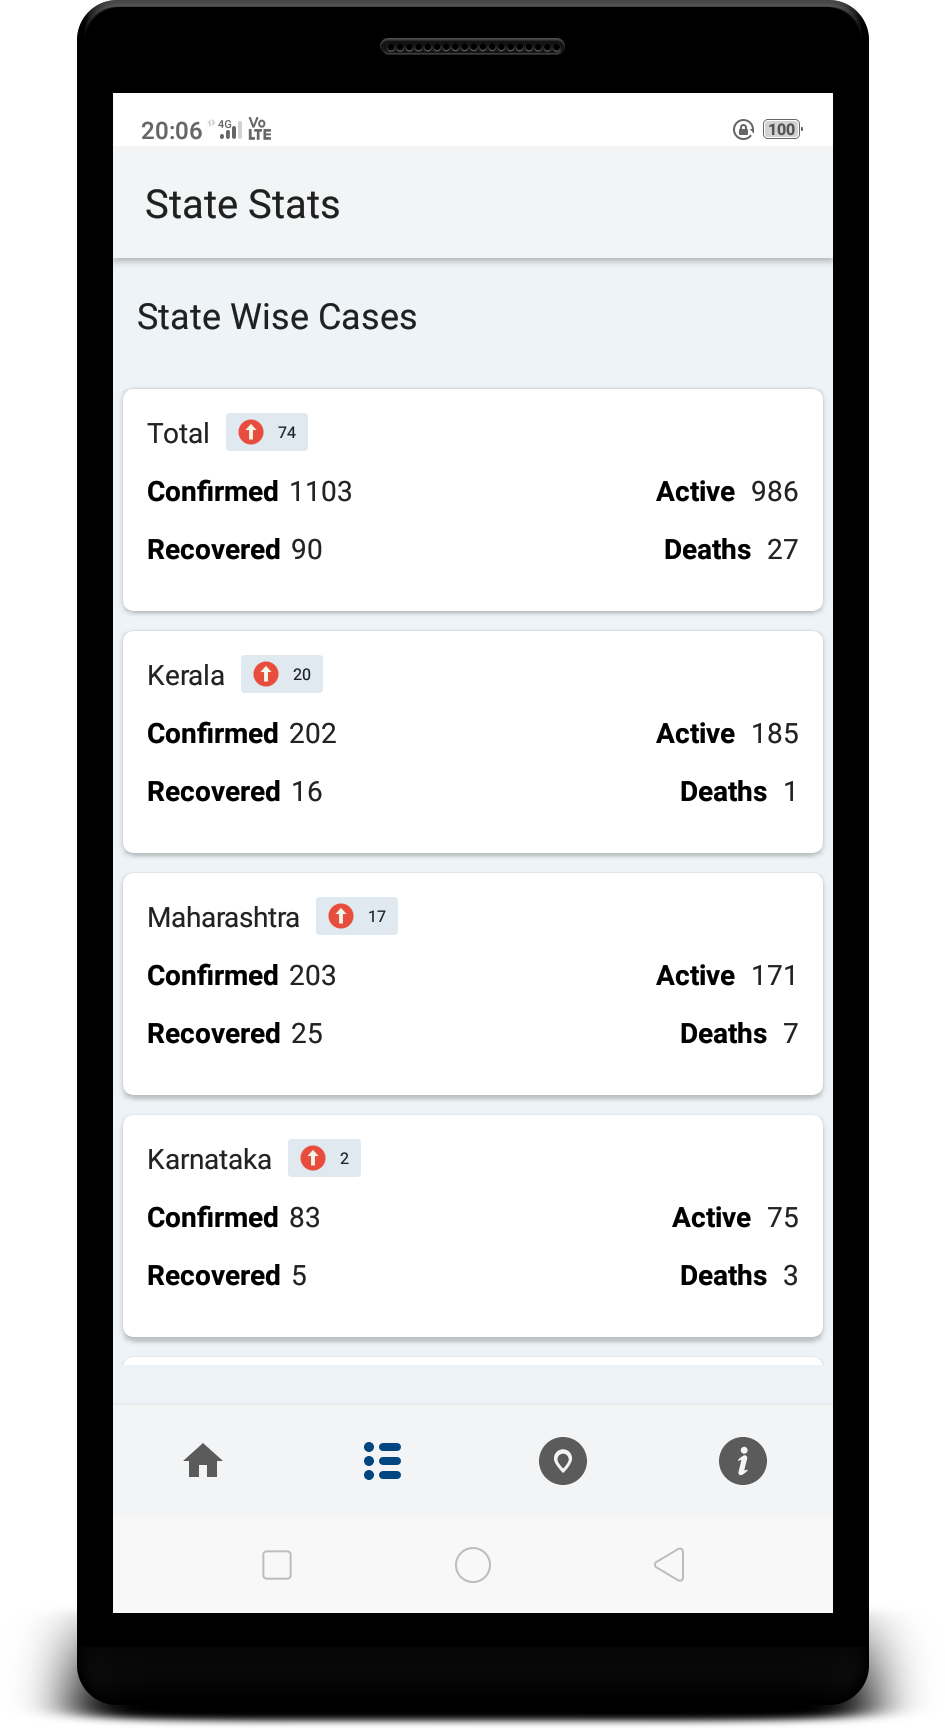 20:06 4G Vo LTE 100
State Stats
State Wise Cases
Total 74
Confirmed 1103 Active 986
Recovered 90 Deaths 27
Kerala 20
Confirmed 202 Active 185
Recovered 16 Deaths 1
Maharashtra 17
Confirmed 203 Active 171
Recovered 25 Deaths 7
Karnataka 2
Confirmed 83 Active 75
Recovered 5 Deaths 3